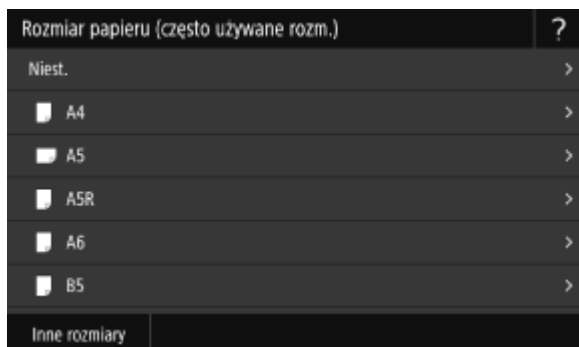 Rozmiar papieru (często używane rozm.) ?
Niest. >
A4 >
A5 >
A5R >
A6 >
B5 >
Inne rozmiary